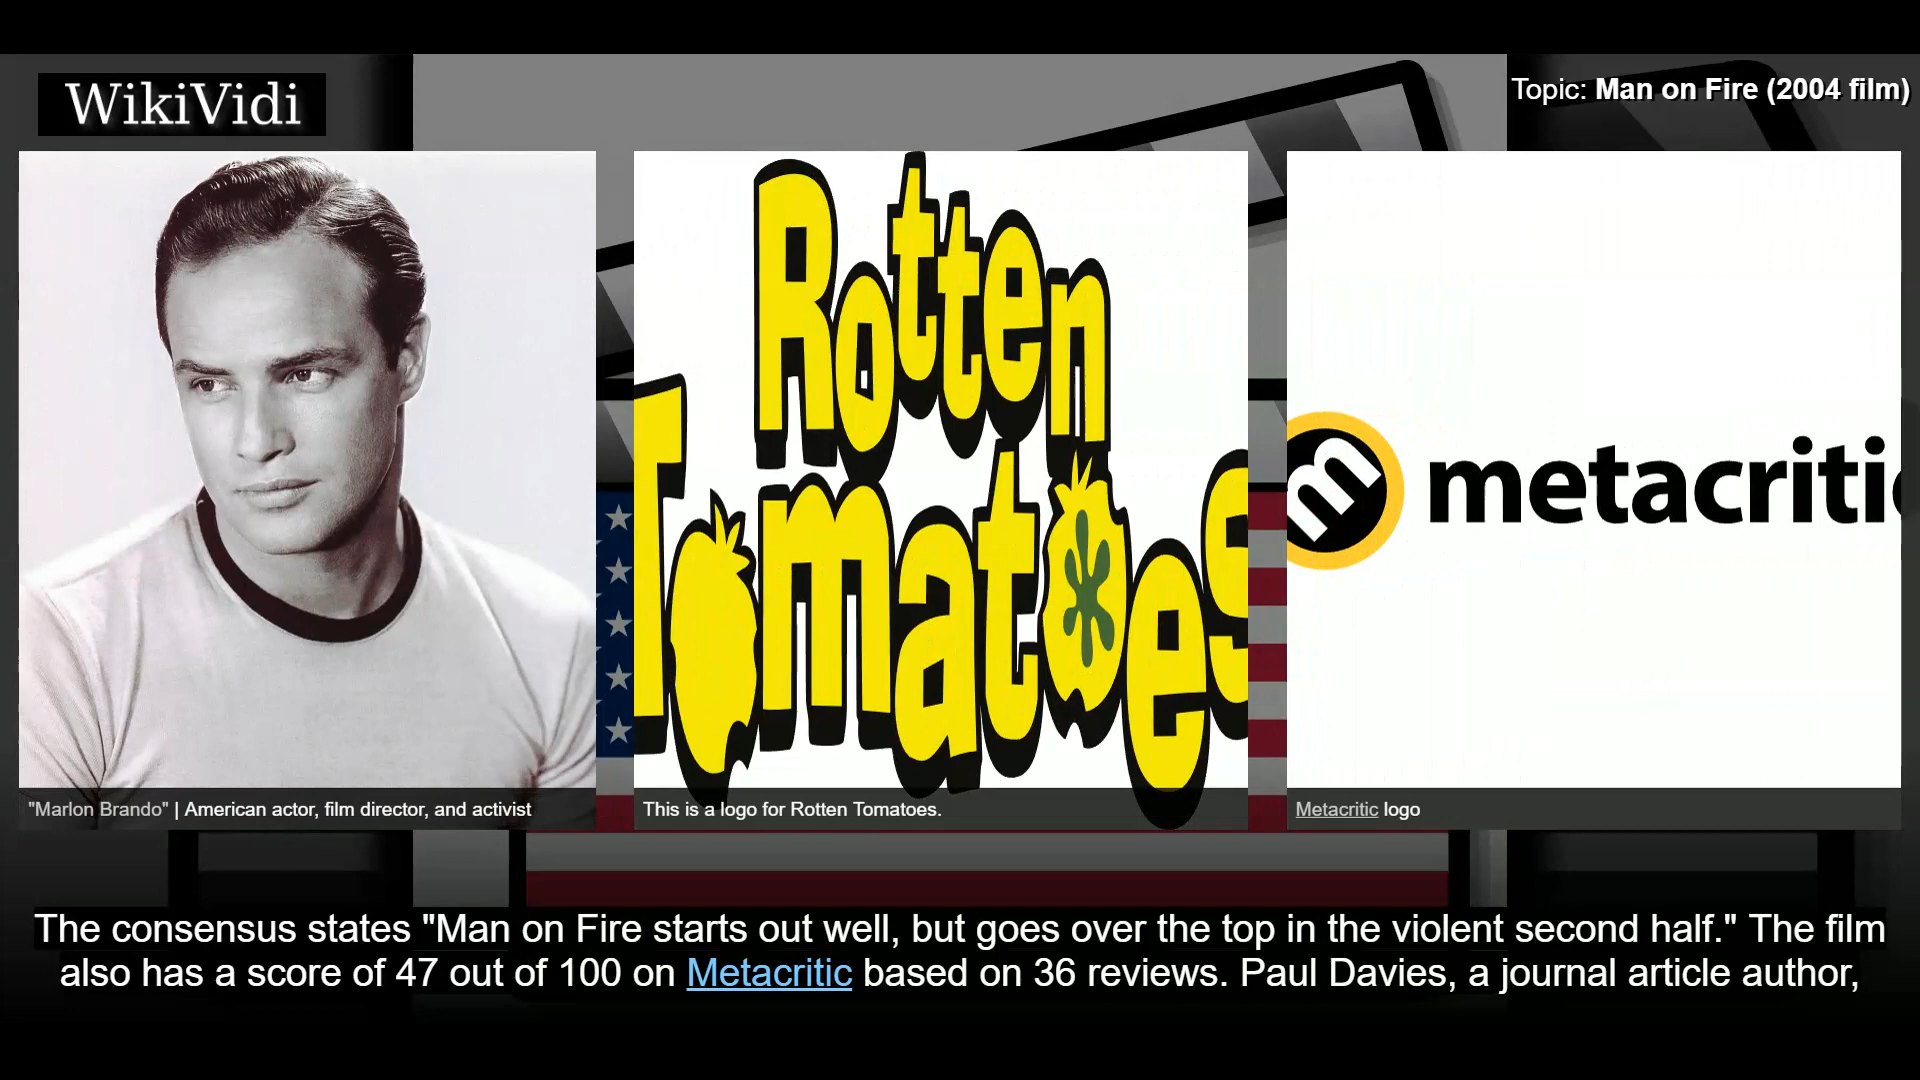 WikiVidi
Topic: Man on Fire (2004 film)
Rotten
Tomatoes
m metacritic
"Marlon Brando" | American actor, film director, and activist
This is a logo for Rotten Tomatoes.
Metacritic logo
The consensus states "Man on Fire starts out well, but goes over the top in the violent second half." The film
also has a score of 47 out of 100 on Metacritic based on 36 reviews. Paul Davies, a journal article author,